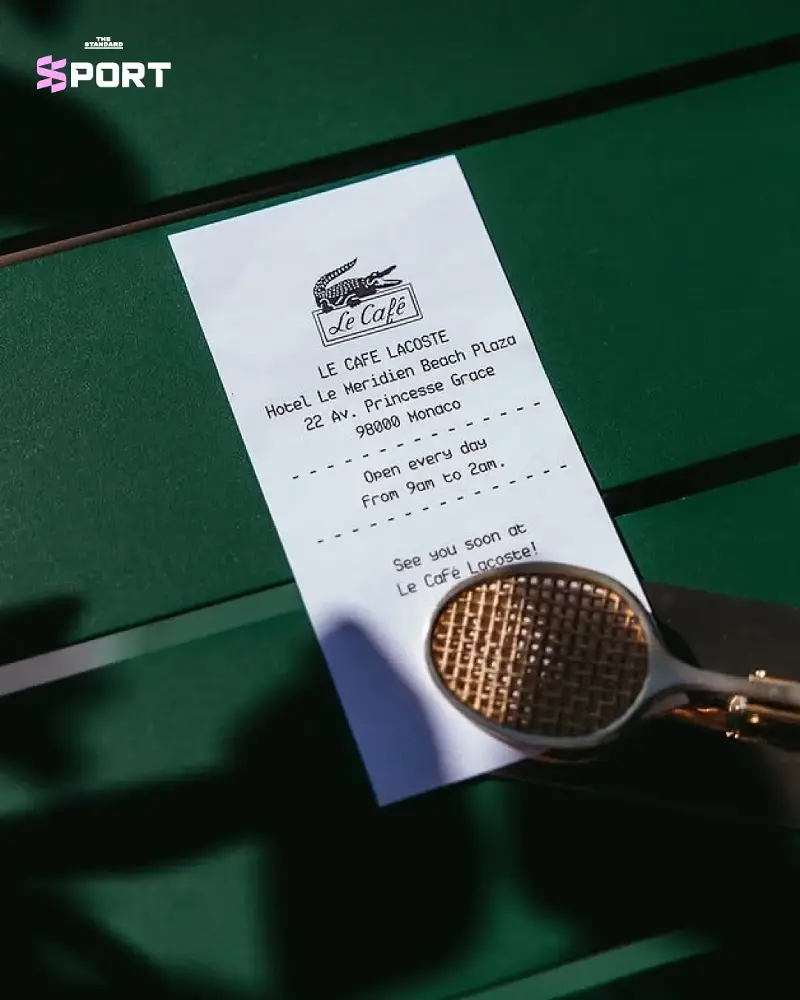 THE
STANDARD
SPORT
Le Café
LE CAFE LACOSTE
Hotel Le Meridien Beach Plaza
22 Av. Princesse Grace
98000 Monaco
Open every day
from 9am to 2am.
See you soon at
Le Café Lacoste!